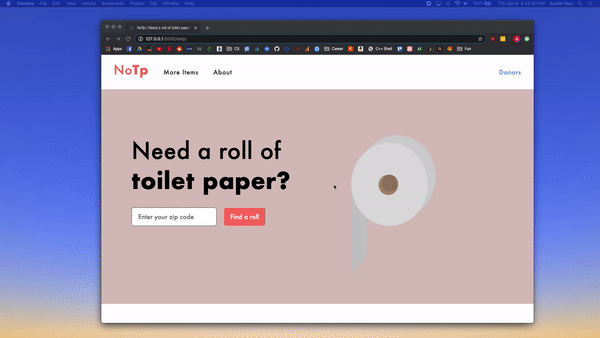 Chrome File Edit View History Bookmarks People Tab Window Help
NoTp | Need a roll of toilet pape
127.0.0.1:8000/notp/
Apps CS Career C++ Shell Fun
NoTp More Items About Donors
Need a roll of
toilet paper?
Enter your zip code Find a roll